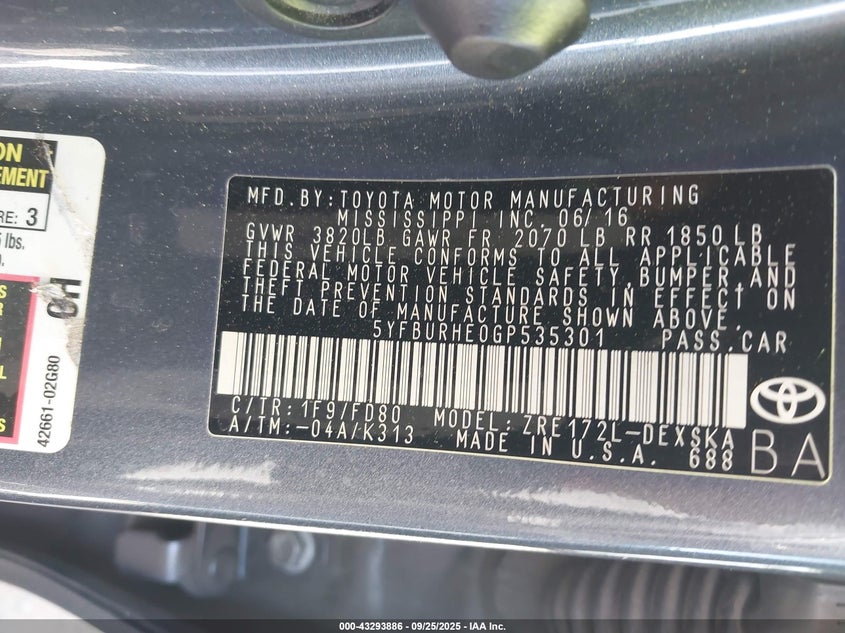 ON
EMENT
RE: 3
lbs.
S
R
L
S
42661-02G80
CH
MFD.BY:TOYOTA MOTOR MANUFACTURING
MISSISSIPPI INC.06/16
GVWR 3820LB GAWR FR 2070 LB RR 1850LB
THIS VEHICLE CONFORMS TO ALL APPLICABLE
FEDERAL MOTOR VEHICLE SAFETY,BUMPER,AND
THEFT PREVENTION STANDARDS IN EFFECT ON
THE DATE OF MANUFACTURE SHOWN ABOVE.
5YFBURHE0GP535301 PASS.CAR
C/TR:1F9/FD80 MODEL:ZRE172L-DEXSKA
A/TM:-04A/K313 MADE IN U.S.A. 688
BA
000-43293886 - 09/25/2025 - IAA Inc.